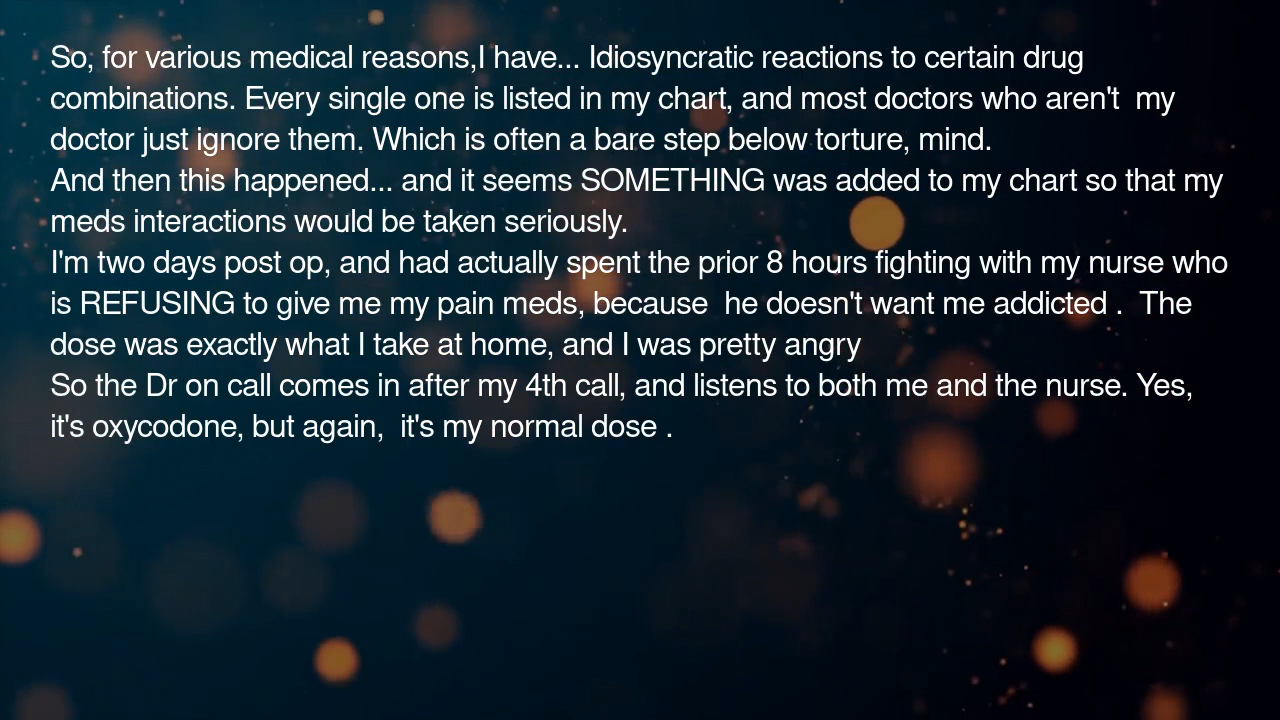 So, for various medical reasons,I have... Idiosyncratic reactions to certain drug
combinations. Every single one is listed in my chart, and most doctors who aren't  my
doctor just ignore them. Which is often a bare step below torture, mind.
And then this happened... and it seems SOMETHING was added to my chart so that my
meds interactions would be taken seriously.
I'm two days post op, and had actually spent the prior 8 hours fighting with my nurse who
is REFUSING to give me my pain meds, because  he doesn't want me addicted .  The
dose was exactly what I take at home, and I was pretty angry
So the Dr on call comes in after my 4th call, and listens to both me and the nurse. Yes,
it's oxycodone, but again,  it's my normal dose .